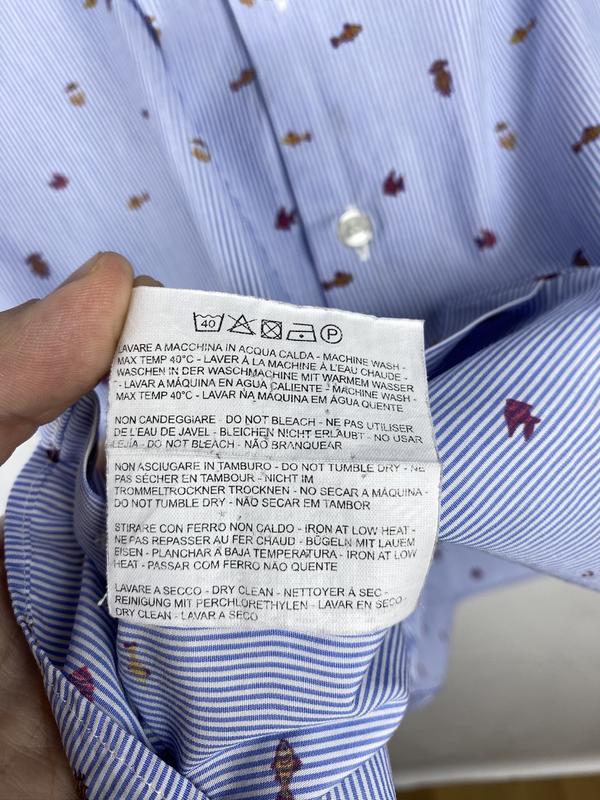 40 P
LAVARE A MACCHINA IN ACQUA CALDA - MACHINE WASH -
MAX TEMP 40°C - LAVER À LA MACHINE À L'EAU CHAUDE -
WASCHEN IN DER WASCHMASCHINE MIT WARMEM WASSER
- LAVAR A MÁQUINA EN AGUA CALIENTE - MACHINE WASH -
MAX TEMP 40°C - LAVAR NA MÁQUINA EM ÁGUA QUENTE
NON CANDEGGIARE - DO NOT BLEACH - NE PAS UTILISER
DE L'EAU DE JAVEL - BLEICHEN NICHT ERLAUBT - NO USAR
LEJÍA - DO NOT BLEACH - NÃO BRANQUEAR
NON ASCIUGARE IN TAMBURO - DO NOT TUMBLE DRY - NE
PAS SÉCHER EN TAMBOUR - NICHT IM
TROMMELTROCKNER TROCKNEN - NO SECAR A MÁQUINA -
DO NOT TUMBLE DRY - NÃO SECAR EM TAMBOR
STIRARE CON FERRO NON CALDO - IRON AT LOW HEAT -
NE PAS REPASSER AU FER CHAUD - BÜGELN MIT LAUEM
EISEN - PLANCHAR A BAJA TEMPERATURA - IRON AT LOW
HEAT - PASSAR COM FERRO NÃO QUENTE
LAVARE A SECCO - DRY CLEAN - NETTOYER À SEC -
REINIGUNG MIT PERCHLORETHYLEN - LAVAR EN SECO -
DRY CLEAN - LAVAR A SECO